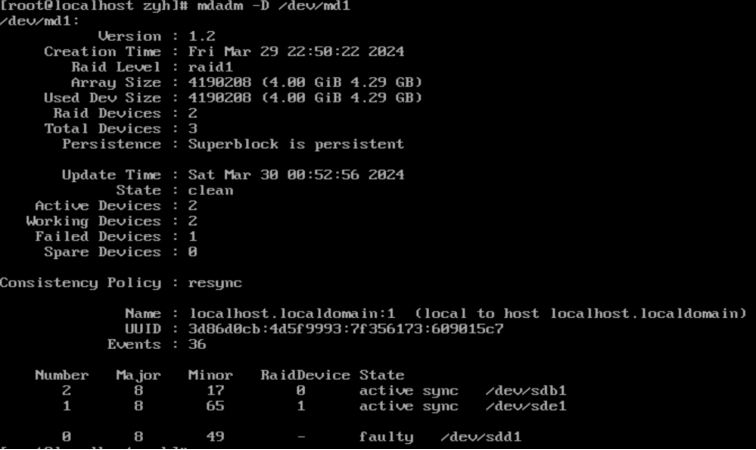 [root@localhost zyh]# mdadm -D /dev/md1
/dev/md1:
Version : 1.2
Creation Time : Fri Mar 29 22:50:22 2024
Raid Level : raid1
Array Size : 4190208 (4.00 GiB 4.29 GB)
Used Dev Size : 4190208 (4.00 GiB 4.29 GB)
Raid Devices : 2
Total Devices : 3
Persistence : Superblock is persistent
Update Time : Sat Mar 30 00:52:56 2024
State : clean
Active Devices : 2
Working Devices : 2
Failed Devices : 1
Spare Devices : 0
Consistency Policy : resync
Name : localhost.localdomain:1 (local to host localhost.localdomain)
UUID : 3d86d0cb:4d5f9993:7f356173:609015c7
Events : 36
Number Major Minor RaidDevice State
2 8 17 0 active sync /dev/sdb1
1 8 65 1 active sync /dev/sde1
0 8 49 - faulty /dev/sdd1